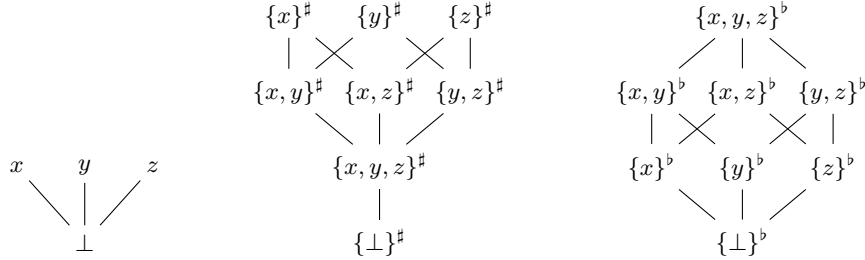 {x}♯ {y}♯ {z}♯ {x, y, z}♭
{x, y}♯ {x, z}♯ {y, z}♯ {x, y}♭ {x, z}♭ {y, z}♭
x y z {x, y, z}♯ {x}♭ {y}♭ {z}♭
⊥ {⊥}♯ {⊥}♭